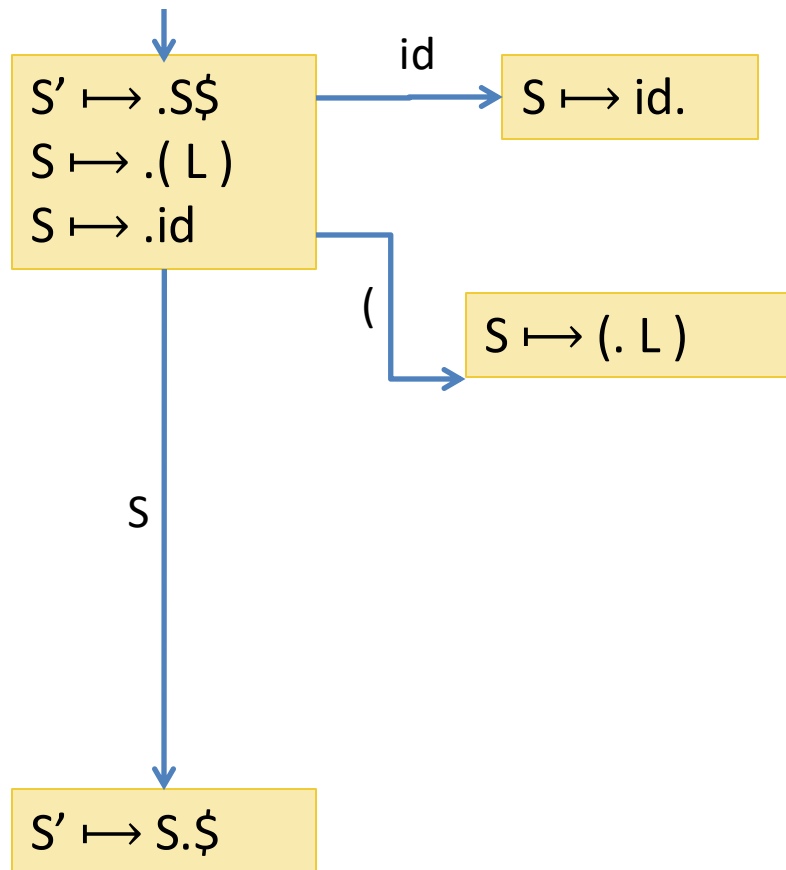 id
S’ ⟼ .S$
S ⟼ .( L )
S ⟼ .id
S ⟼ id.
(
S ⟼ (. L )
S
S’ ⟼ S.$